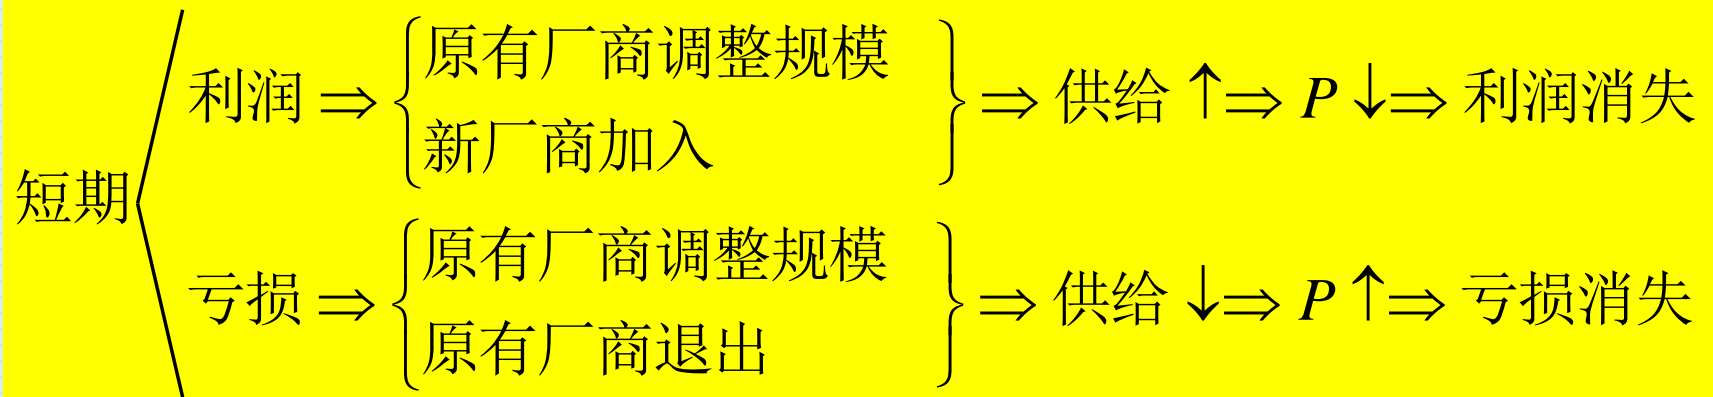 短期
利润 ⇒
原有厂商调整规模
新厂商加入
⇒ 供给 ↑⇒ P ↓⇒ 利润消失
亏损 ⇒
原有厂商调整规模
原有厂商退出
⇒ 供给 ↓⇒ P ↑⇒ 亏损消失